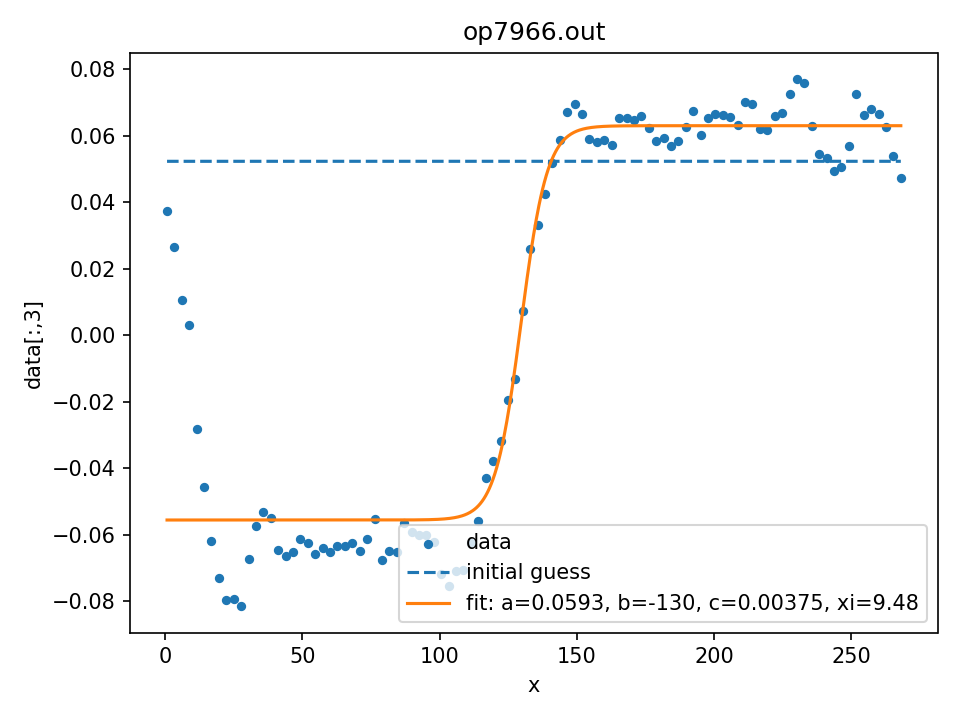 op7966.out
0.08
0.06
0.04
0.02
0.00
−0.02
−0.04
−0.06
−0.08
data[:,3]
data
initial guess
fit: a=0.0593, b=-130, c=0.00375, xi=9.48
0 50 100 150 200 250
x